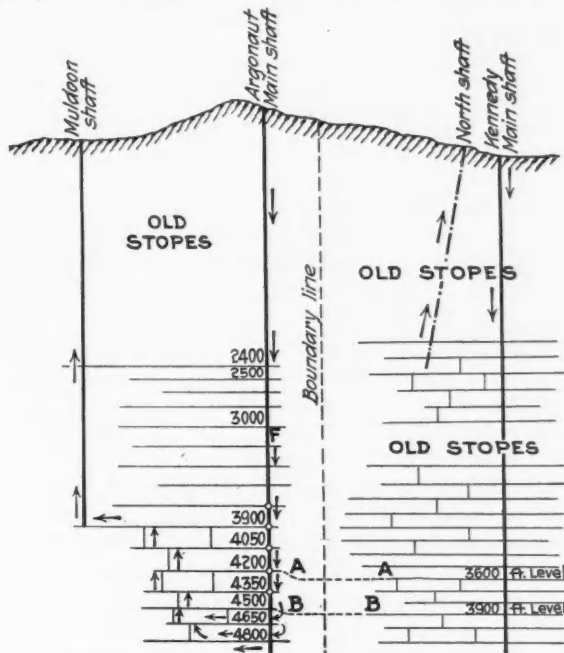 Muldoon
shaft
Argonaut
Main shaft
North shaft
Kennedy
Main shaft
OLD
STOPES
Boundary line
OLD STOPES
2400
2500
3000
F
OLD STOPES
3900
4050
4200
A
A
3600 ft. Level
4350
4500
B
B
3900 ft. Level
4650
4800